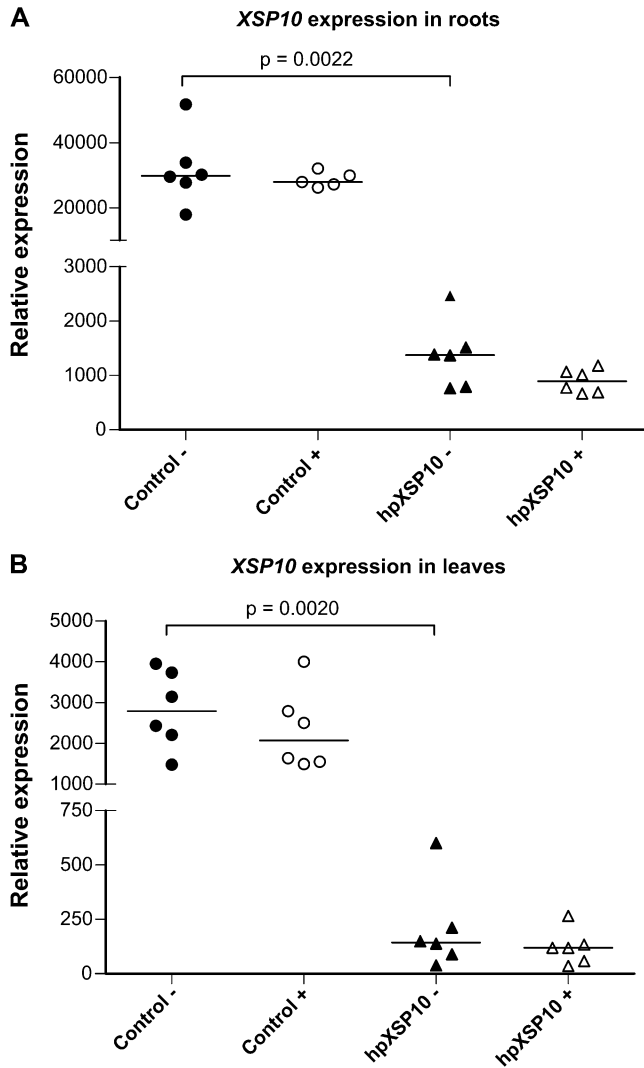 A
XSP10 expression in roots
p = 0.0022
60000
40000
20000
3000
2000
1000
0
Relative expression
Control -
Control +
hpXSP10 -
hpXSP10 +
B
XSP10 expression in leaves
p = 0.0020
5000
4000
3000
2000
1000
750
500
250
0
Relative expression
Control -
Control +
hpXSP10 -
hpXSP10 +